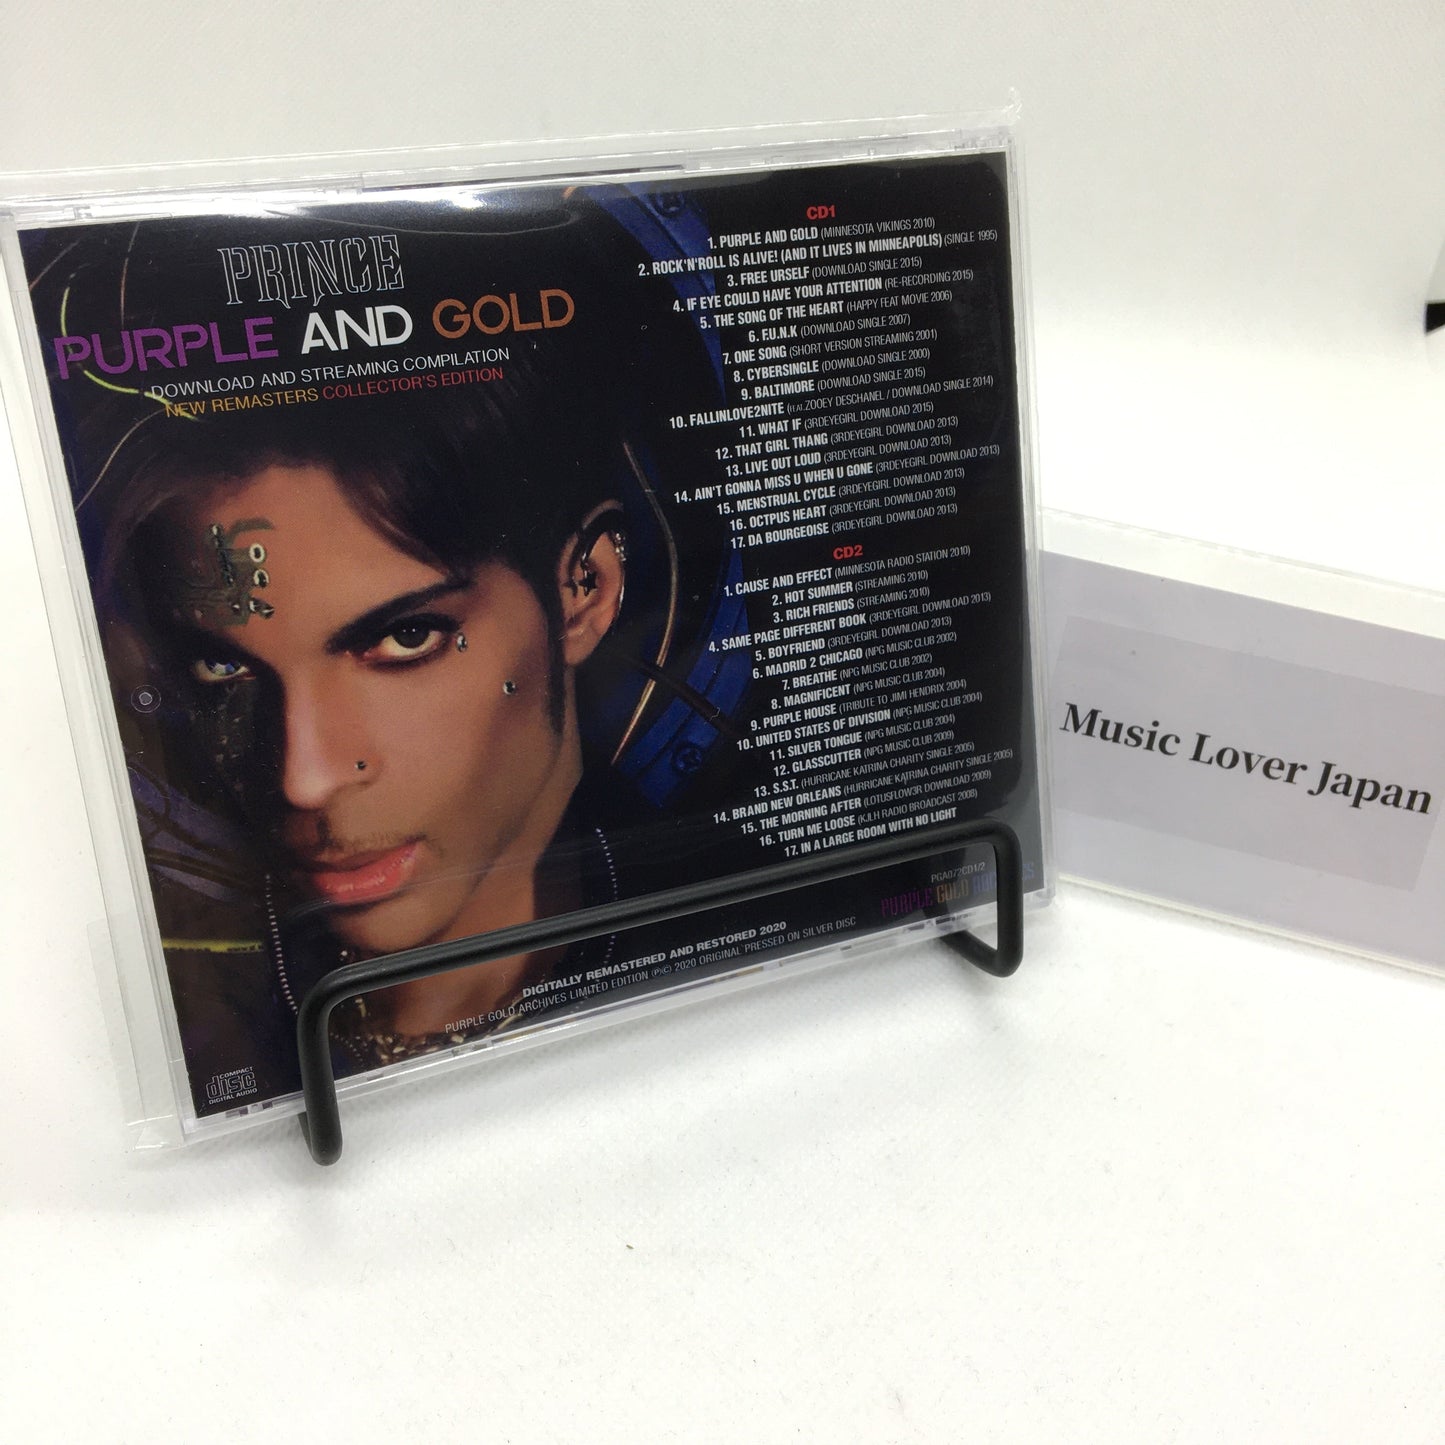 PRINCE
PURPLE AND GOLD
DOWNLOAD AND STREAMING COMPILATION
NEW REMASTERS COLLECTOR'S EDITION
CD1
1. PURPLE AND GOLD (MINNESOTA VIKINGS 2010)
2. ROCK'N'ROLL IS ALIVE! (AND IT LIVES IN MINNEAPOLIS) (SINGLE 1995)
3. FREE URSELF (DOWNLOAD SINGLE 2015)
4. IF EYE COULD HAVE YOUR ATTENTION (RE-RECORDING 2015)
5. THE SONG OF THE HEART (HAPPY FEAT MOVIE 2006)
6. F.U.N.K (DOWNLOAD SINGLE 2007)
7. ONE SONG (SHORT VERSION STREAMING 2001)
8. CYBERSINGLE (DOWNLOAD SINGLE 2000)
9. BALTIMORE (DOWNLOAD SINGLE 2015)
10. FALLINLOVE2NITE (FEAT.ZOOEY DESCHANEL / DOWNLOAD SINGLE 2014)
11. WHAT IF (3RDEYEGIRL DOWNLOAD 2015)
12. THAT GIRL THANG (3RDEYEGIRL DOWNLOAD 2013)
13. LIVE OUT LOUD (3RDEYEGIRL DOWNLOAD 2013)
14. AIN'T GONNA MISS U WHEN U GONE (3RDEYEGIRL DOWNLOAD 2013)
15. MENSTRUAL CYCLE (3RDEYEGIRL DOWNLOAD 2013)
16. OCTPUS HEART (3RDEYEGIRL DOWNLOAD 2013)
17. DA BOURGEOISE (3RDEYEGIRL DOWNLOAD 2013)
CD2
1. CAUSE AND EFFECT (MINNESOTA RADIO STATION 2010)
2. HOT SUMMER (STREAMING 2010)
3. RICH FRIENDS (STREAMING 2010)
4. SAME PAGE DIFFERENT BOOK (3RDEYEGIRL DOWNLOAD 2013)
5. BOYFRIEND (3RDEYEGIRL DOWNLOAD 2013)
6. MADRID 2 CHICAGO (NPG MUSIC CLUB 2002)
7. BREATHE (NPG MUSIC CLUB 2002)
8. MAGNIFICENT (NPG MUSIC CLUB 2004)
9. PURPLE HOUSE (TRIBUTE TO JIMI HENDRIX 2004)
10. UNITED STATES OF DIVISION (NPG MUSIC CLUB 2004)
11. SILVER TONGUE (NPG MUSIC CLUB 2004)
12. GLASSCUTTER (NPG MUSIC CLUB 2009)
13. S.S.T. (HURRICANE KATRINA CHARITY SINGLE 2005)
14. BRAND NEW ORLEANS (HURRICANE KATRINA CHARITY SINGLE 2005)
15. THE MORNING AFTER (LOTUSFLOW3R DOWNLOAD 2009)
16. TURN ME LOOSE (KJLH RADIO BROADCAST 2008)
17. IN A LARGE ROOM WITH NO LIGHT
PGA072CD1/2
PURPLE GOLD
DIGITALLY REMASTERED AND RESTORED 2020
PURPLE GOLD ARCHIVES LIMITED EDITION ℗© 2020 ORIGINAL PRESSED ON SILVER DISC
COMPACT
disc
DIGITAL AUDIO
Music Lover Japan